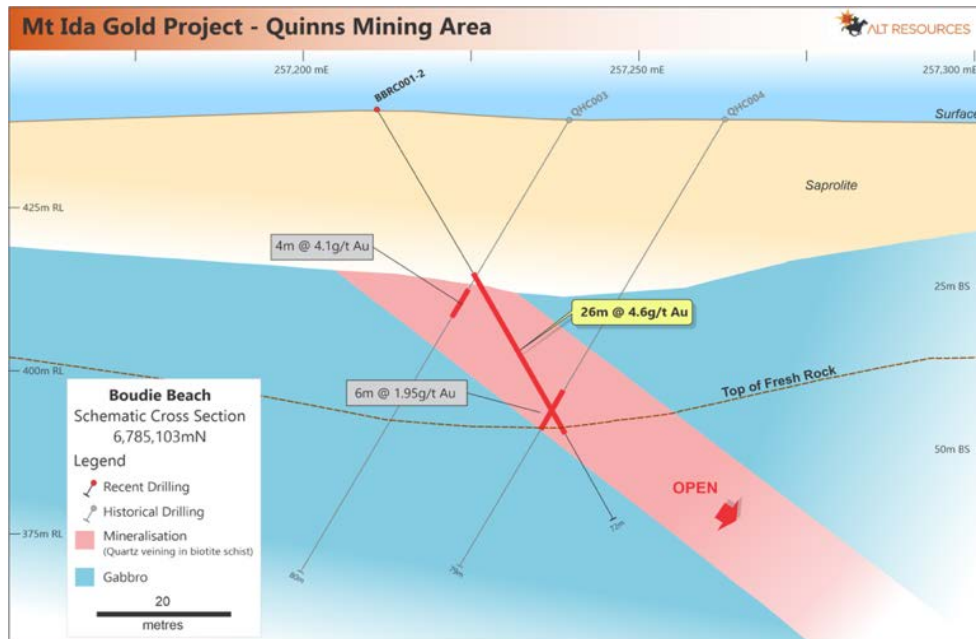 Mt Ida Gold Project - Quinns Mining Area
ALT RESOURCES
257,200 mE
257,250 mE
257,300 mE
BBRC001-2
QHC003
QHC004
Surface
Saprolite
425m RL
4m @ 4.1g/t Au
25m BS
26m @ 4.6g/t Au
400m RL
Top of Fresh Rock
6m @ 1.95g/t Au
50m BS
OPEN
375m RL
72m
79m
80m
Boudie Beach
Schematic Cross Section
6,785,103mN
Legend
Recent Drilling
Historical Drilling
Mineralisation
(Quartz veining in biotite schist)
Gabbro
20
metres